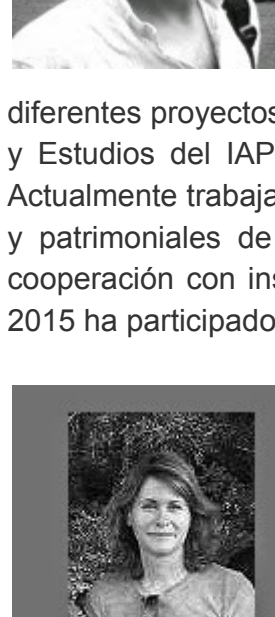 diferentes proyectos
y Estudios del IAP
Actualmente trabaja
y patrimoniales de
cooperación con ins
2015 ha participado